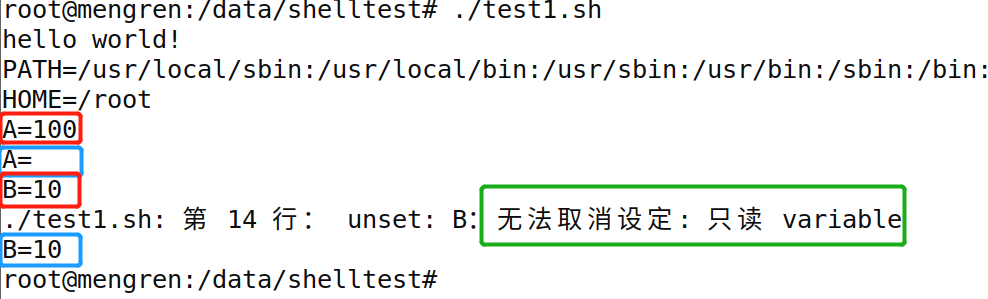 root@mengren:/data/shelltest# ./test1.sh
hello world!
PATH=/usr/local/sbin:/usr/local/bin:/usr/sbin:/usr/bin:/sbin:/bin:
HOME=/root
A=100
A=
B=10
./test1.sh: 第 14 行： unset: B: 无法取消设定: 只读 variable
B=10
root@mengren:/data/shelltest#